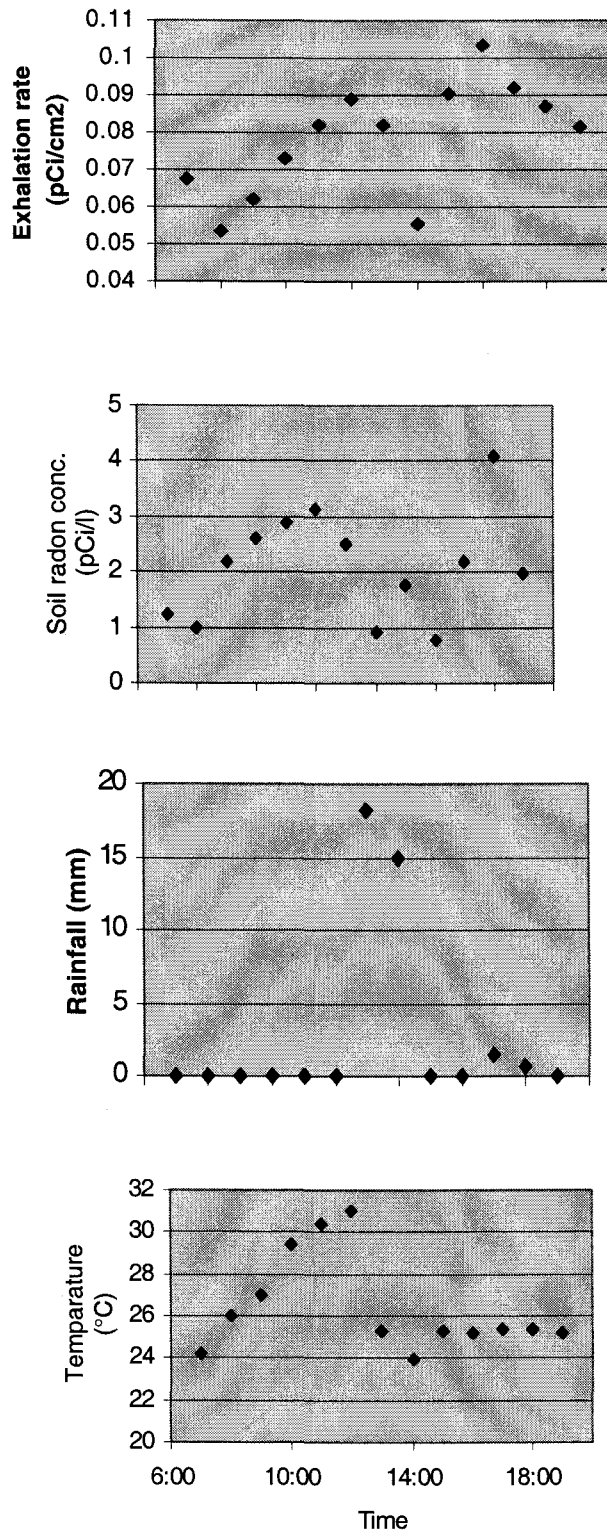 Exhalation rate
(pCi/cm2)
0.11
0.1
0.09
0.08
0.07
0.06
0.05
0.04
Soil radon conc.
(pCi/l)
5
4
3
2
1
0
Rainfall (mm)
20
15
10
5
0
Temparature
(°C)
32
30
28
26
24
22
20
6:00 10:00 14:00 18:00
Time